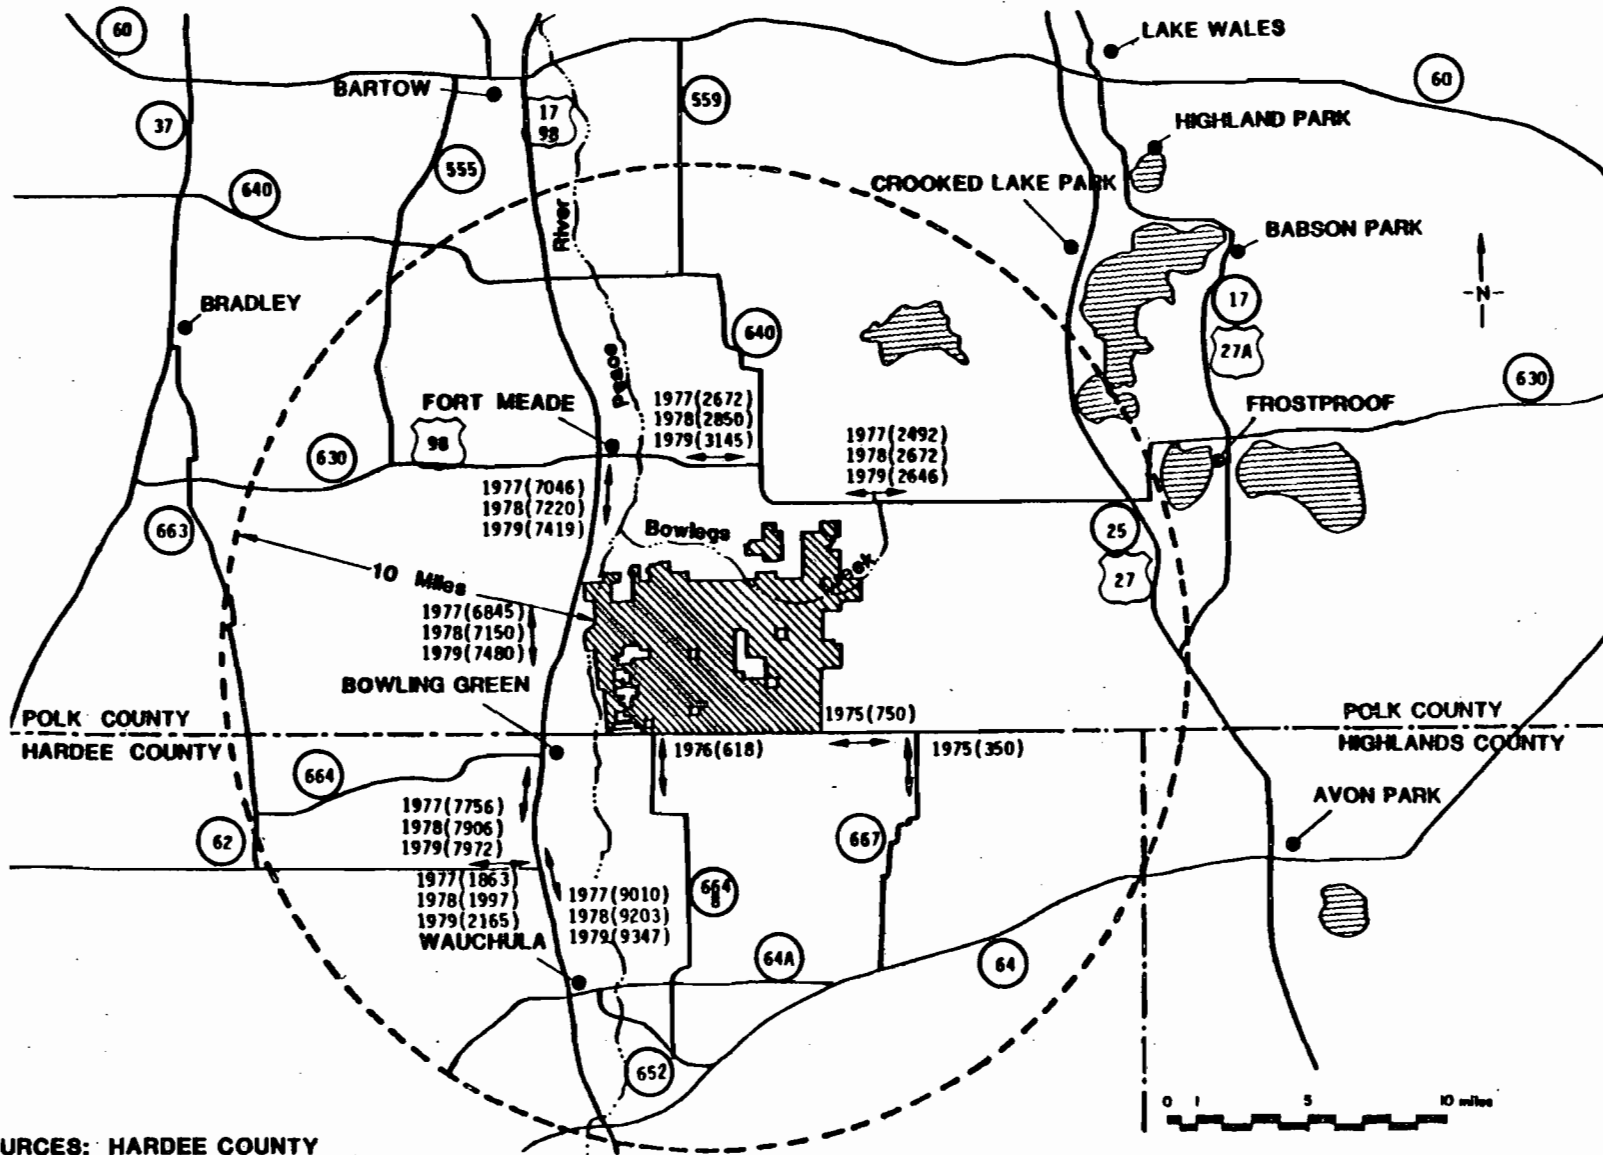 60
LAKE WALES
BARTOW
17
98
559
60
37
HIGHLAND PARK
555
640
CROOKED LAKE PARK
River
BABSON PARK
-N-
BRADLEY
17
27A
640
Peace
FORT MEADE
1977(2672)
1978(2850)
1979(3145)
630
FROSTPROOF
98
630
1977(2492)
1978(2672)
1979(2646)
1977(7046)
1978(7220)
1979(7419)
663
Bowlegs
25
27
Creek
10 Miles
1977(6845)
1978(7150)
1979(7480)
BOWLING GREEN
POLK COUNTY
1975(750)
POLK COUNTY
HARDEE COUNTY
1976(618)
1975(350)
HIGHLANDS COUNTY
664
AVON PARK
1977(7756)
1978(7906)
1979(7972)
62
667
1977(1863)
1978(1997)
1979(2165)
1977(9010)
1978(9203)
1979(9347)
664
B
WAUCHULA
64A
64
652
0 1 5 10 miles
URCES: HARDEE COUNTY